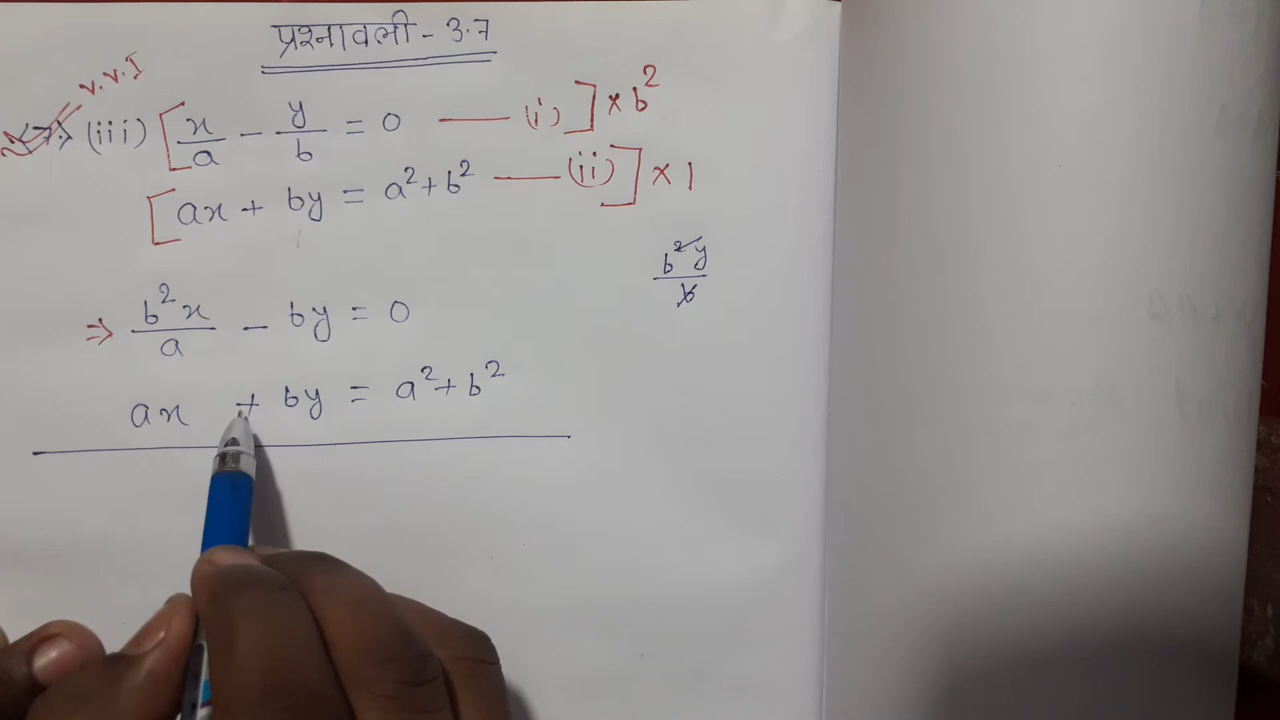 प्रश्नावली - 3.7
V.V.I
7.> (iii) [x/a - y/b = 0 —— (i)] × b²
[ax + by = a² + b² —— (ii)] × 1
b²y/b
⇒ b²x/a - by = 0
ax + by = a² + b²